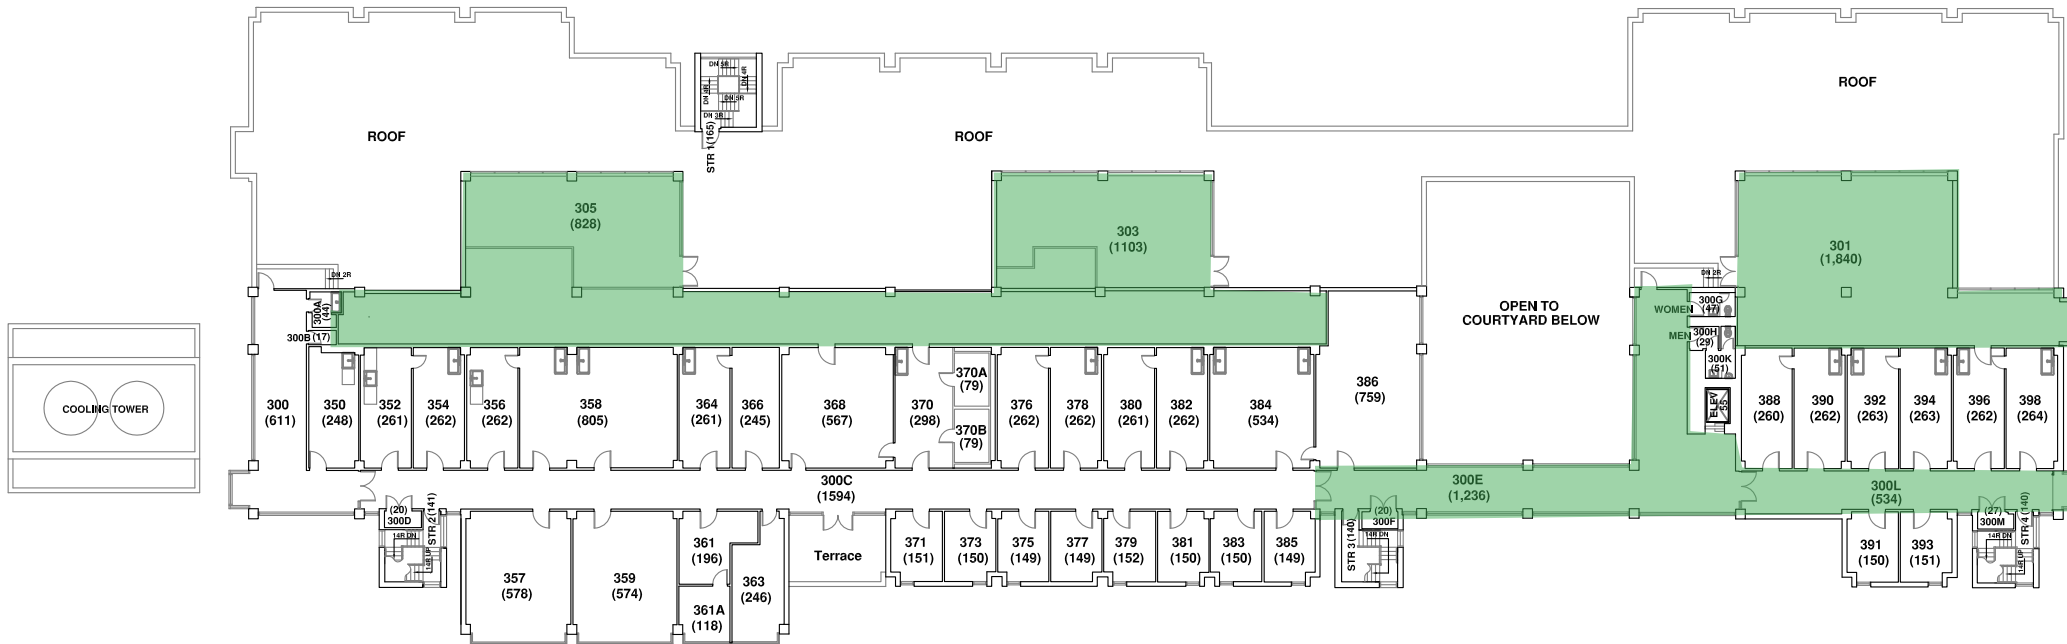 ROOF
ROOF
ROOF
DN 5R
DN 4R
DN 4R
DN 5R
DN 3R
STR 1 (165)
305
(828)
303
(1103)
301
(1,840)
DN 2R
DN 2R
300A
(44)
300B (17)
OPEN TO
COURTYARD BELOW
WOMEN
300G
(47)
MEN
300H
(29)
300K
(51)
ELEV
55
COOLING TOWER
300
(611)
350
(248)
352
(261)
354
(262)
356
(262)
358
(805)
364
(261)
366
(245)
368
(567)
370
(298)
370A
(79)
370B
(79)
376
(262)
378
(262)
380
(261)
382
(262)
384
(534)
386
(759)
388
(260)
390
(262)
392
(263)
394
(263)
396
(262)
398
(264)
300C
(1594)
300E
(1,236)
300L
(534)
(20)
300D
STR 2 (141)
14R DN
14R UP
357
(578)
359
(574)
361
(196)
361A
(118)
363
(246)
Terrace
371
(151)
373
(150)
375
(149)
377
(149)
379
(152)
381
(150)
383
(150)
385
(149)
STR 3 (140)
(20)
300F
14R DN
391
(150)
393
(151)
(27)
300M
STR 4 (140)
14R DN
14R UP